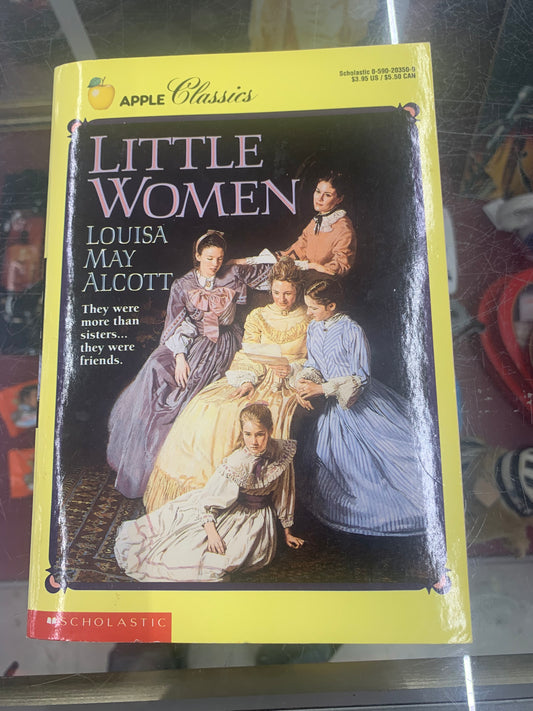 APPLE Classics
Scholastic 0-590-20350-9
$3.95 US / $5.50 CAN
LITTLE
WOMEN
LOUISA
MAY
ALCOTT
They were
more than
sisters...
they were
friends.
SCHOLASTIC